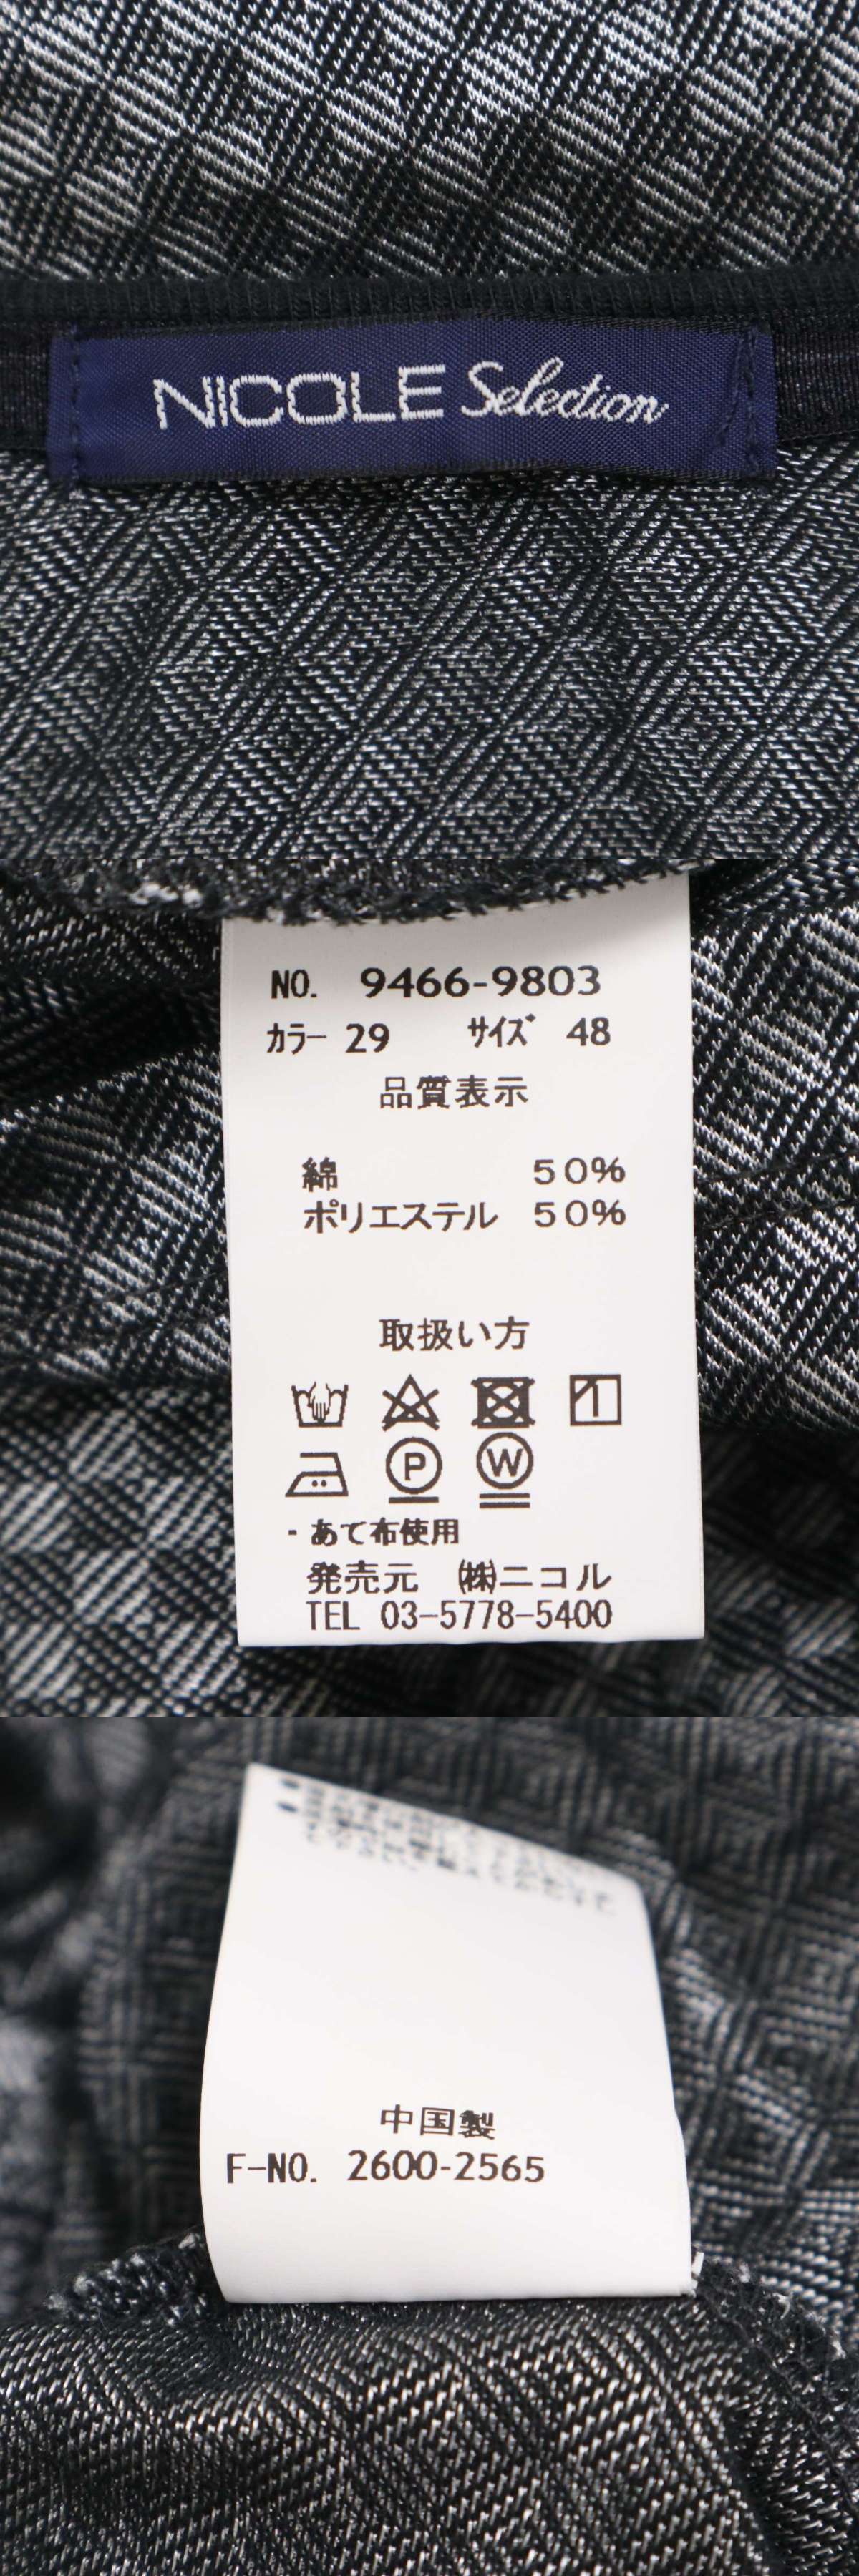 NICOLE Selection
NO. 9466-9803
カラー 29 サイズ 48
品質表示
綿 50%
ポリエステル 50%
取扱い方
P W
・あて布使用
発売元 ㈱ニコル
TEL 03-5778-5400
中国製
F-NO. 2600-2565